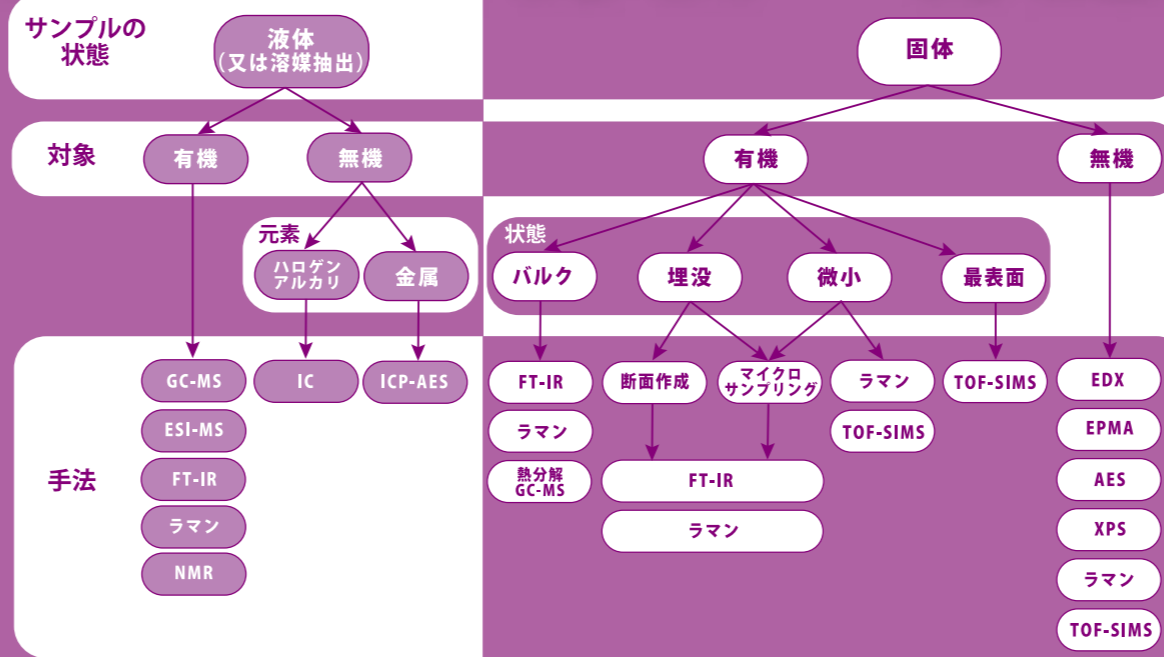 サンプルの
状態
液体
(又は溶媒抽出)
固体
対象
有機
無機
有機
無機
元素
ハロゲン
アルカリ
金属
状態
バルク
埋没
微小
最表面
手法
GC-MS
ESI-MS
FT-IR
ラマン
NMR
IC
ICP-AES
FT-IR
ラマン
熱分解
GC-MS
断面作成
マイクロ
サンプリング
FT-IR
ラマン
ラマン
TOF-SIMS
TOF-SIMS
EDX
EPMA
AES
XPS
ラマン
TOF-SIMS